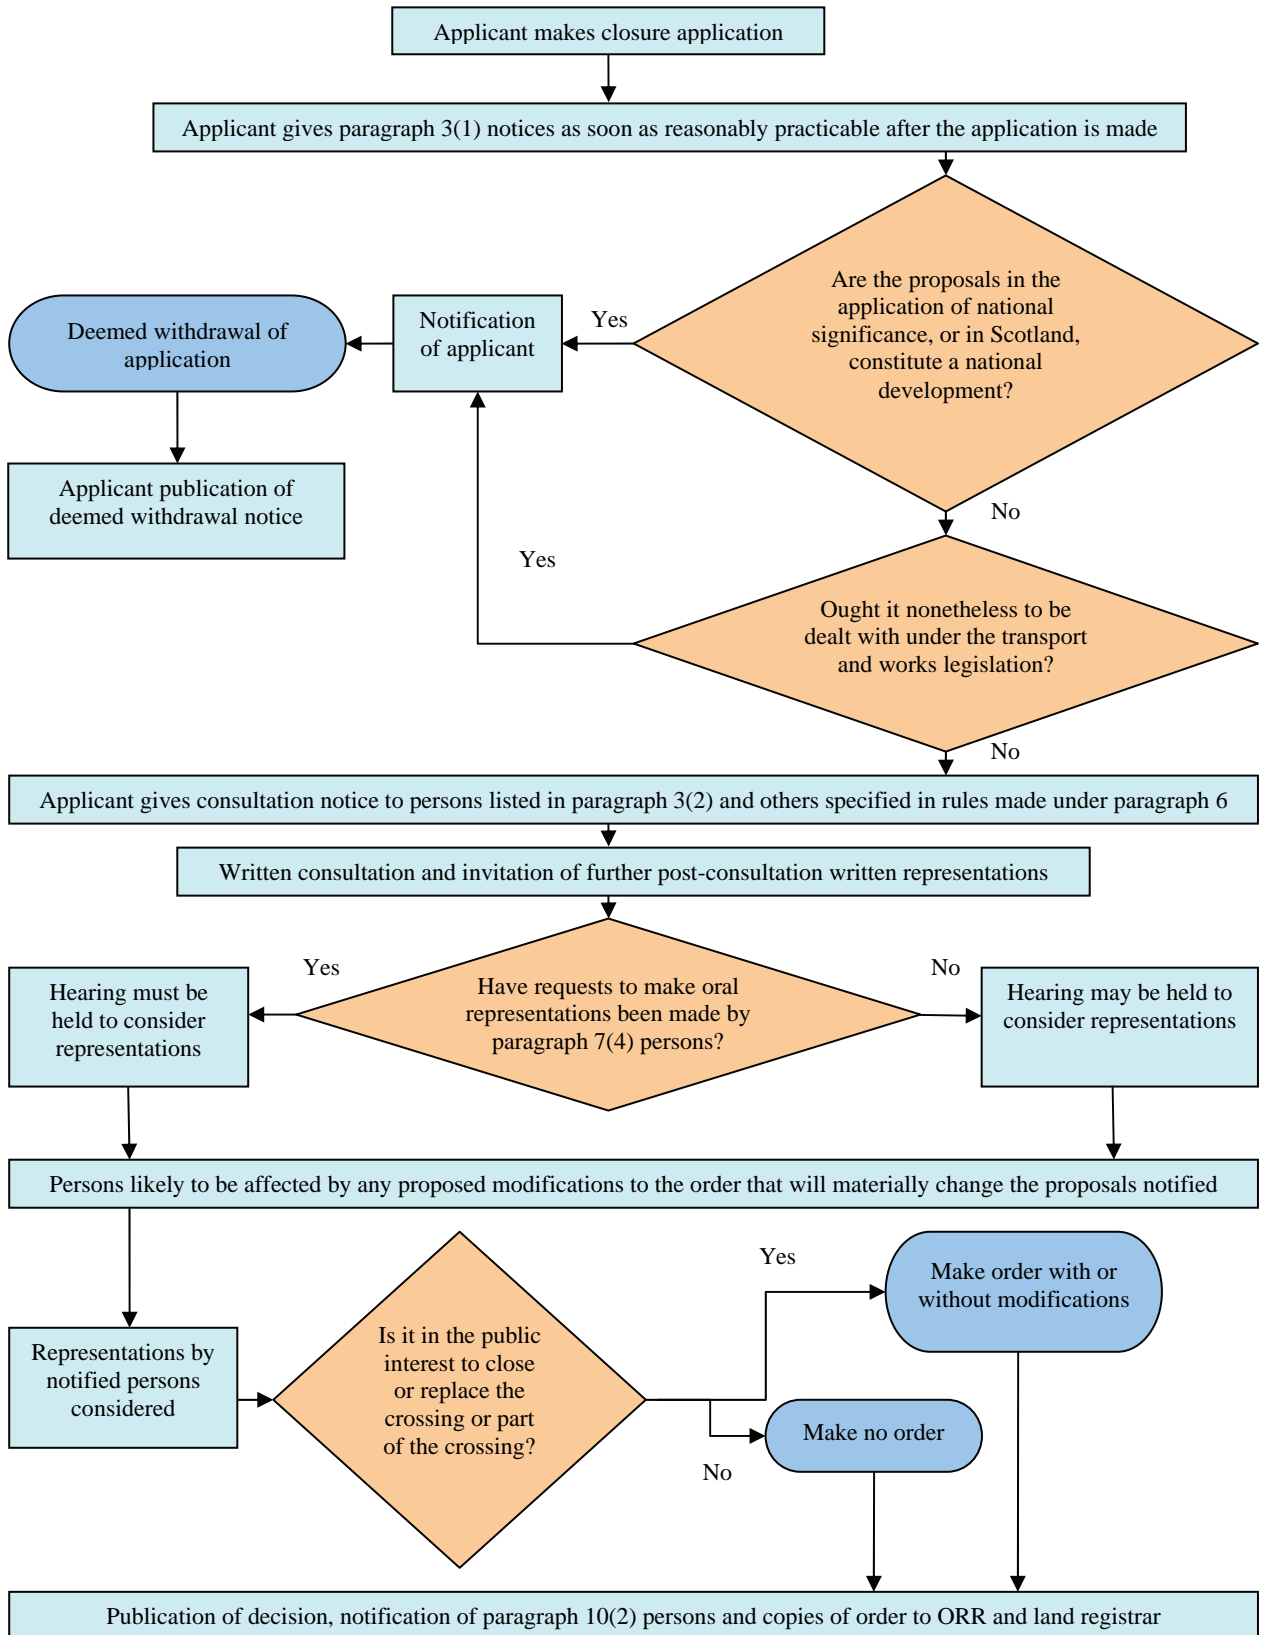 Applicant makes closure application
Applicant gives paragraph 3(1) notices as soon as reasonably practicable after the application is made
Are the proposals in the
application of national
significance, or in Scotland,
constitute a national
development?
Yes
Notification
of applicant
Deemed withdrawal of
application
Applicant publication of
deemed withdrawal notice
No
Yes
Ought it nonetheless to be
dealt with under the transport
and works legislation?
No
Applicant gives consultation notice to persons listed in paragraph 3(2) and others specified in rules made under paragraph 6
Written consultation and invitation of further post-consultation written representations
Have requests to make oral
representations been made by
paragraph 7(4) persons?
Yes
Hearing must be
held to consider
representations
No
Hearing may be held to
consider representations
Persons likely to be affected by any proposed modifications to the order that will materially change the proposals notified
Representations by
notified persons
considered
Is it in the public
interest to close
or replace the
crossing or part
of the crossing?
Yes
Make order with or
without modifications
No
Make no order
Publication of decision, notification of paragraph 10(2) persons and copies of order to ORR and land registrar